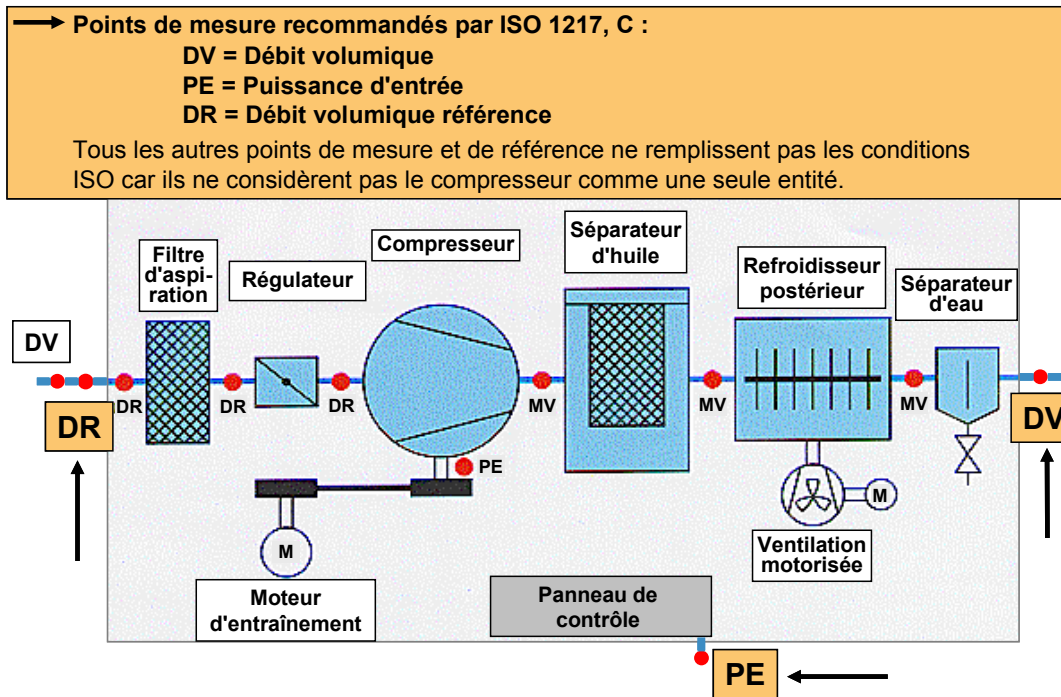 Points de mesure recommandés par ISO 1217, C :
DV = Débit volumique
PE = Puissance d'entrée
DR = Débit volumique référence
Tous les autres points de mesure et de référence ne remplissent pas les conditions
ISO car ils ne considèrent pas le compresseur comme une seule entité.
Filtre
d'aspi-
ration
Régulateur
Compresseur
Séparateur
d'huile
Refroidisseur
postérieur
Séparateur
d'eau
DV
DR
DR
DR
DR
MV
MV
MV
DV
PE
M
M
Moteur
d'entraînement
Ventilation
motorisée
Panneau de
contrôle
PE